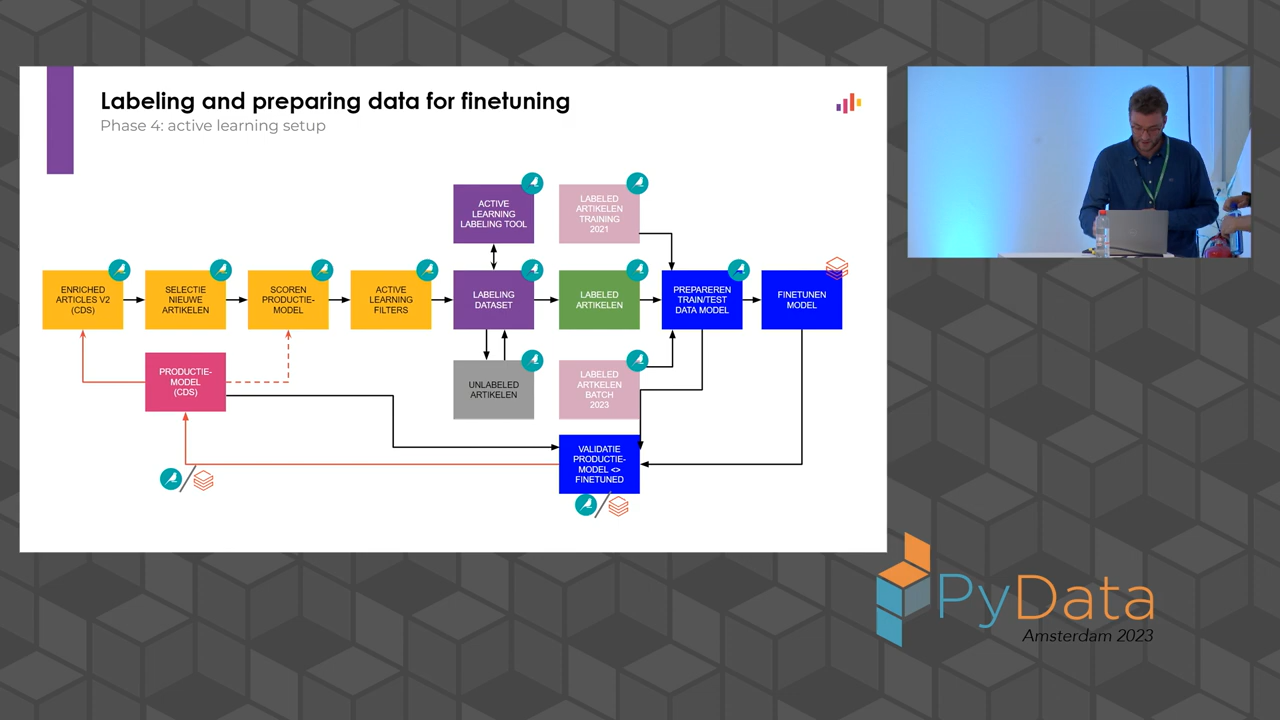 Labeling and preparing data for finetuning
Phase 4: active learning setup
ACTIVE
LEARNING
LABELING TOOL
LABELED
ARTIKELEN
TRAINING
2021
ENRICHED
ARTICLES V2
(CDS)
SELECTIE
NIEUWE
ARTIKELEN
SCOREN
PRODUCTIE-
MODEL
ACTIVE
LEARNING
FILTERS
LABELING
DATASET
LABELED
ARTIKELEN
PREPAREREN
TRAIN/TEST
DATA MODEL
FINETUNEN
MODEL
PRODUCTIE-
MODEL
(CDS)
UNLABELED
ARTIKELEN
LABELED
ARTKELEN
BATCH
2023
VALIDATIE
PRODUCTIE-
MODEL <>
FINETUNED
PyData
Amsterdam 2023